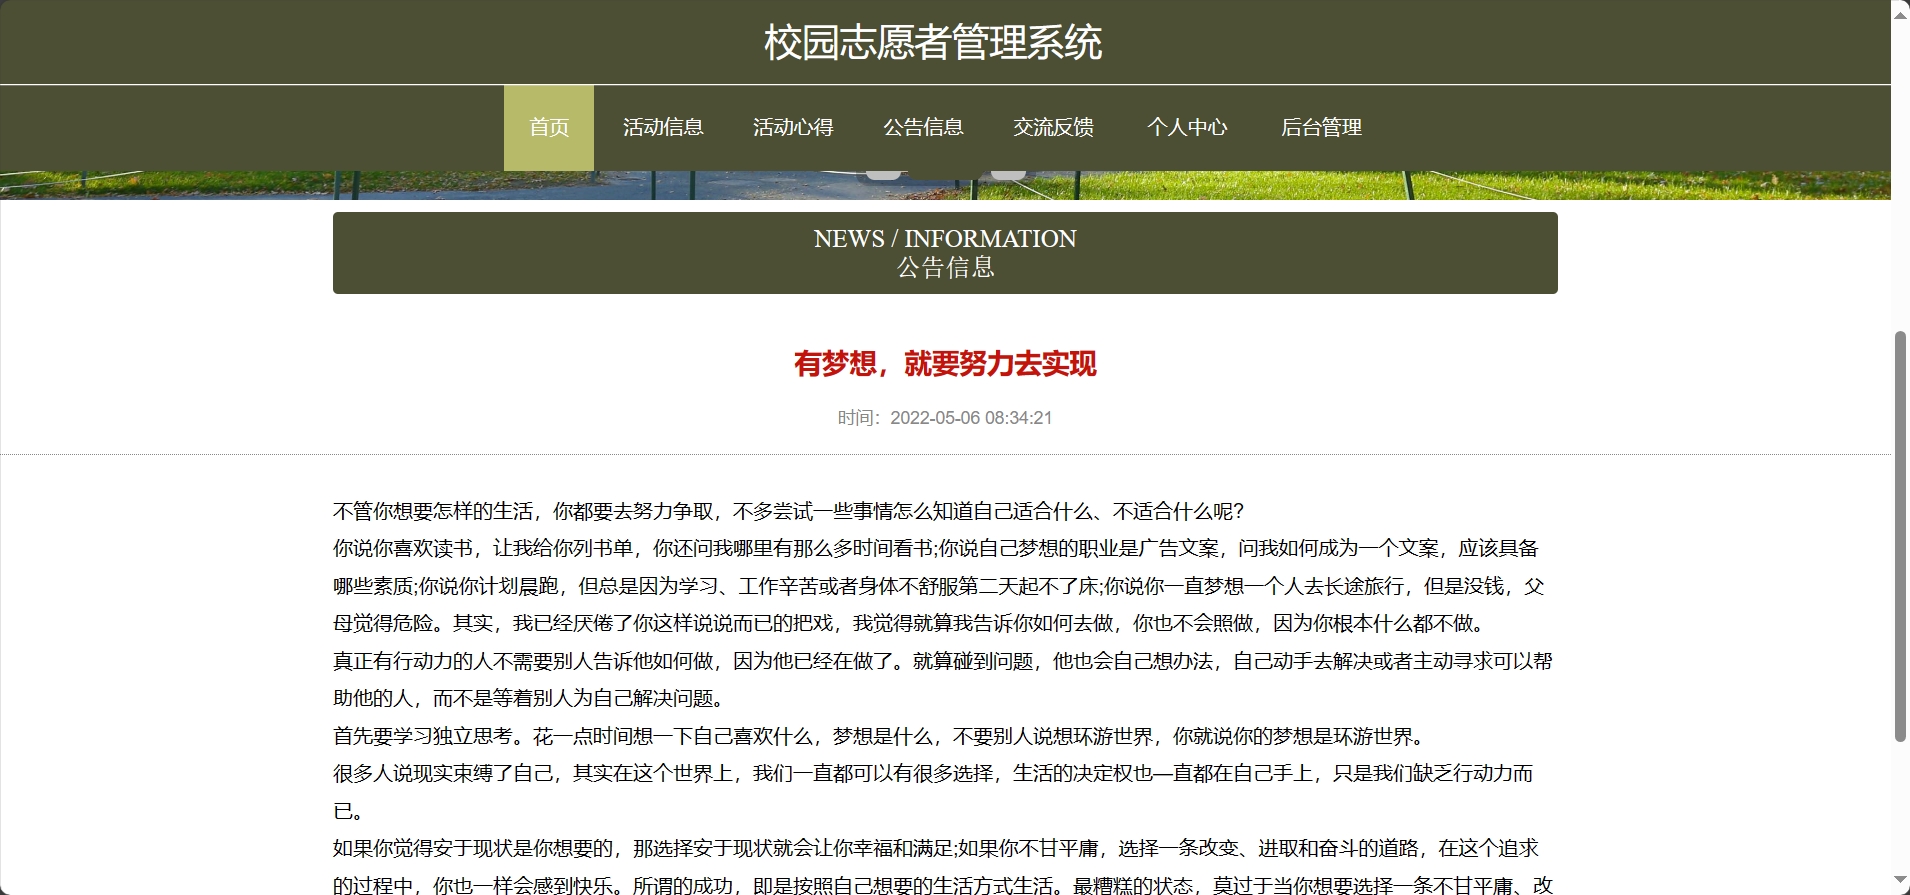 校园志愿者管理系统
首页 活动信息 活动心得 公告信息 交流反馈 个人中心 后台管理
NEWS / INFORMATION
公告信息
有梦想，就要努力去实现
时间：2022-05-06 08:34:21
不管你想要怎样的生活，你都要去努力争取，不多尝试一些事情怎么知道自己适合什么、不适合什么呢？
你说你喜欢读书，让我给你列书单，你还问我哪里有那么多时间看书;你说自己梦想的职业是广告文案，问我如何成为一个文案，应该具备
哪些素质;你说你计划晨跑，但总是因为学习、工作辛苦或者身体不舒服第二天起不了床;你说你一直梦想一个人去长途旅行，但是没钱，父
母觉得危险。其实，我已经厌倦了你这样说说而已的把戏，我觉得就算我告诉你如何去做，你也不会照做，因为你根本什么都不做。
真正有行动力的人不需要别人告诉他如何做，因为他已经在做了。就算碰到问题，他也会自己想办法，自己动手去解决或者主动寻求可以帮
助他的人，而不是等着别人为自己解决问题。
首先要学习独立思考。花一点时间想一下自己喜欢什么，梦想是什么，不要别人说想环游世界，你就说你的梦想是环游世界。
很多人说现实束缚了自己，其实在这个世界上，我们一直都可以有很多选择，生活的决定权也—直都在自己手上，只是我们缺乏行动力而
已。
如果你觉得安于现状是你想要的，那选择安于现状就会让你幸福和满足;如果你不甘平庸，选择一条改变、进取和奋斗的道路，在这个追求
的过程中，你也一样会感到快乐。所谓的成功，即是按照自己想要的生活方式生活。最糟糕的状态，莫过于当你想要选择一条不甘平庸、改